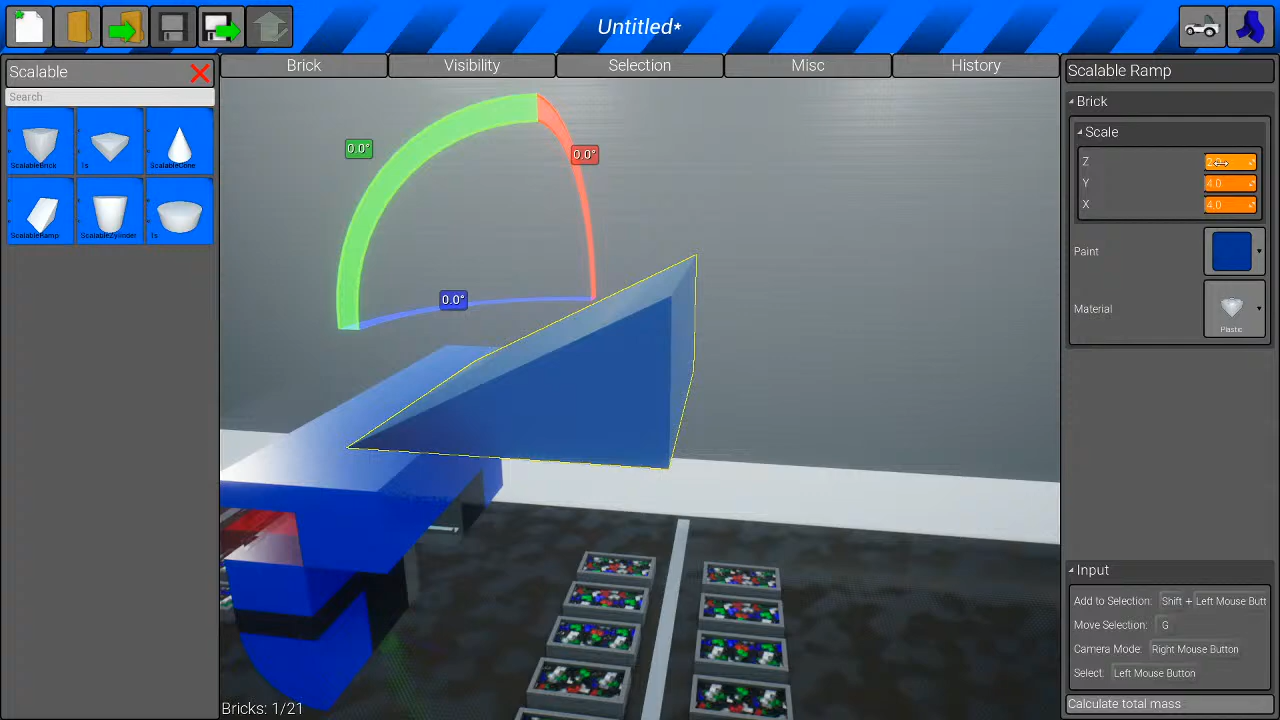 Untitled*
Scalable
Search
ScalableBrick
1s
ScalableCone
ScalableRamp
ScalableZylinder
1s
Brick
Visibility
Selection
Misc
History
0.0°
0.0°
0.0°
Bricks: 1/21
Scalable Ramp
Brick
Scale
Z
Y 4.0
X 4.0
Paint
Material
Plastic
Input
Add to Selection: Shift + Left Mouse Butt
Move Selection: G
Camera Mode: Right Mouse Button
Select: Left Mouse Button
Calculate total mass